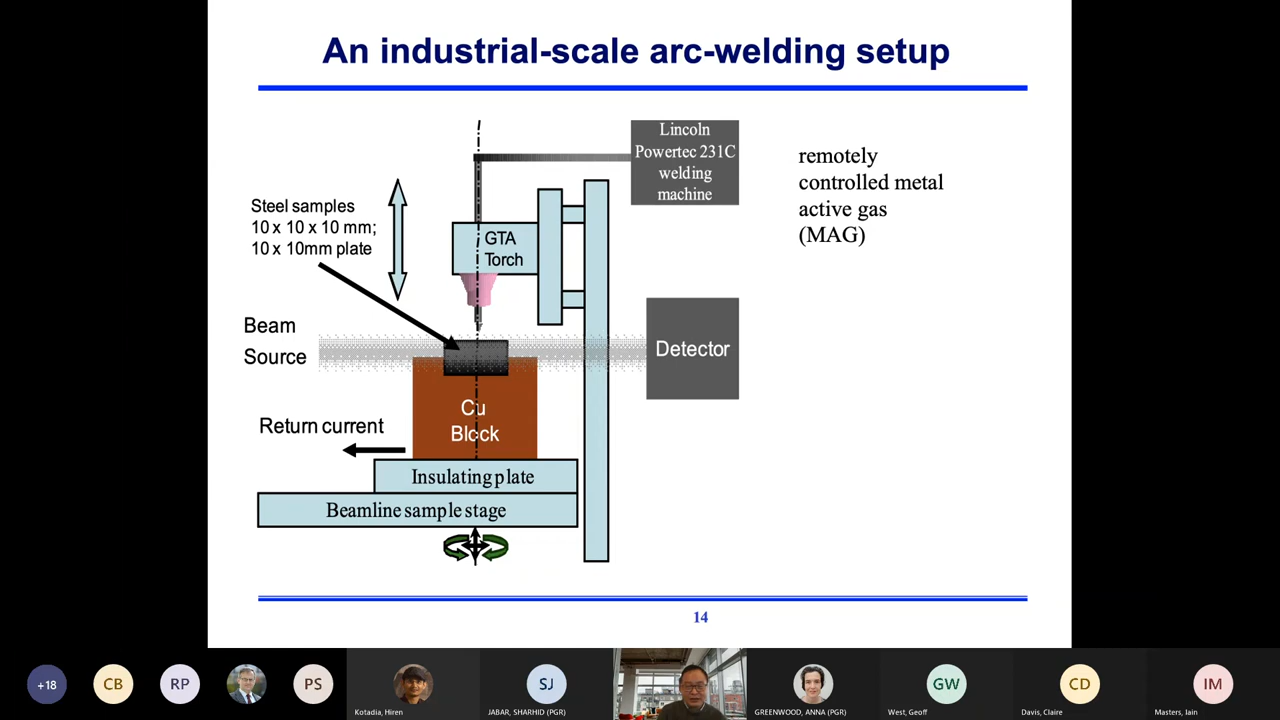 An industrial-scale arc-welding setup
Lincoln
Powertec 231C
welding
machine
remotely
controlled metal
active gas
(MAG)
Steel samples
10 x 10 x 10 mm;
10 x 10mm plate
GTA
Torch
Beam
Source
Detector
Cu
Block
Return current
Insulating plate
Beamline sample stage
14
+18
CB
RP
PS
Kotadia, Hiren
SJ
JABAR, SHARHID (PGR)
GREENWOOD, ANNA (PGR)
GW
West, Geoff
CD
Davis, Claire
IM
Masters, Iain